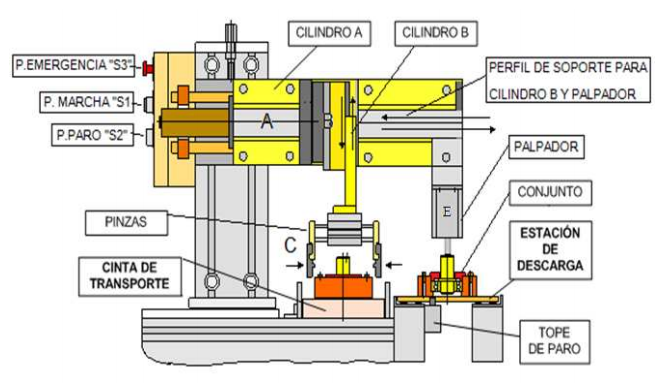 CILINDRO A
CILINDRO B
P.EMERGENCIA "S3"
P. MARCHA "S1
P.PARO "S2"
PERFIL DE SOPORTE PARA
CILINDRO B Y PALPADOR
A
B
PALPADOR
CONJUNTO
E
PINZAS
C
CINTA DE
TRANSPORTE
ESTACIÓN
DE
DESCARGA
TOPE
DE PARO